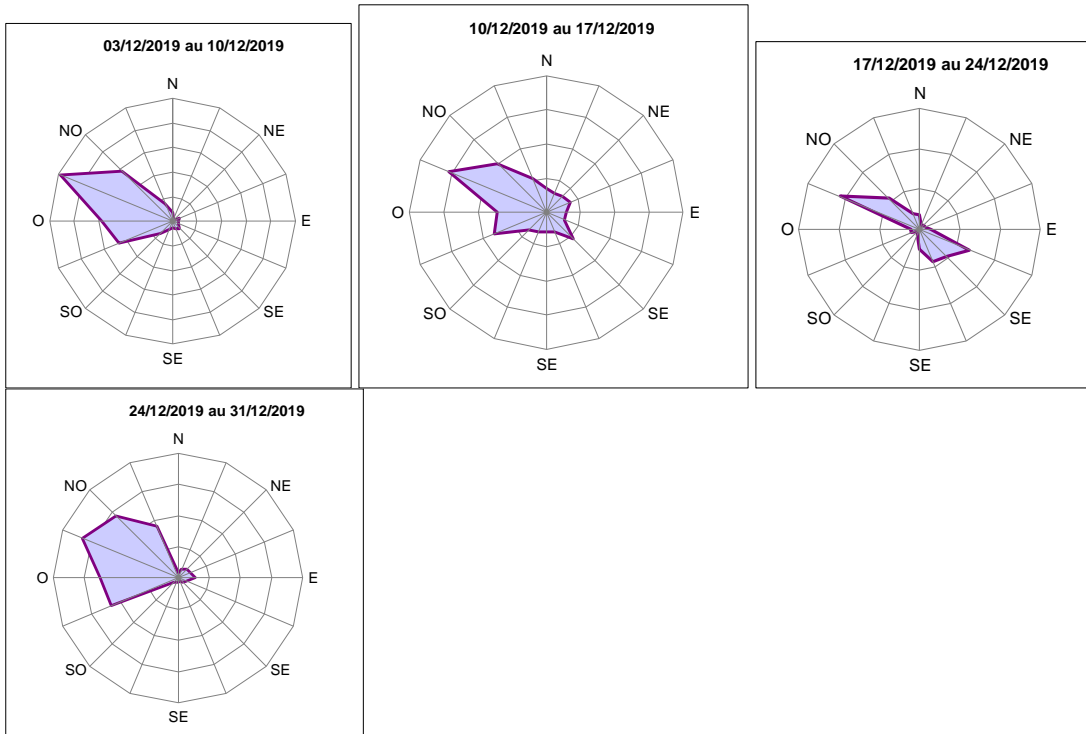 03/12/2019 au 10/12/2019
N
NO
NE
O
E
SO
SE
SE
10/12/2019 au 17/12/2019
N
NO
NE
O
E
SO
SE
SE
17/12/2019 au 24/12/2019
N
NO
NE
O
E
SO
SE
SE
24/12/2019 au 31/12/2019
N
NO
NE
O
E
SO
SE
SE